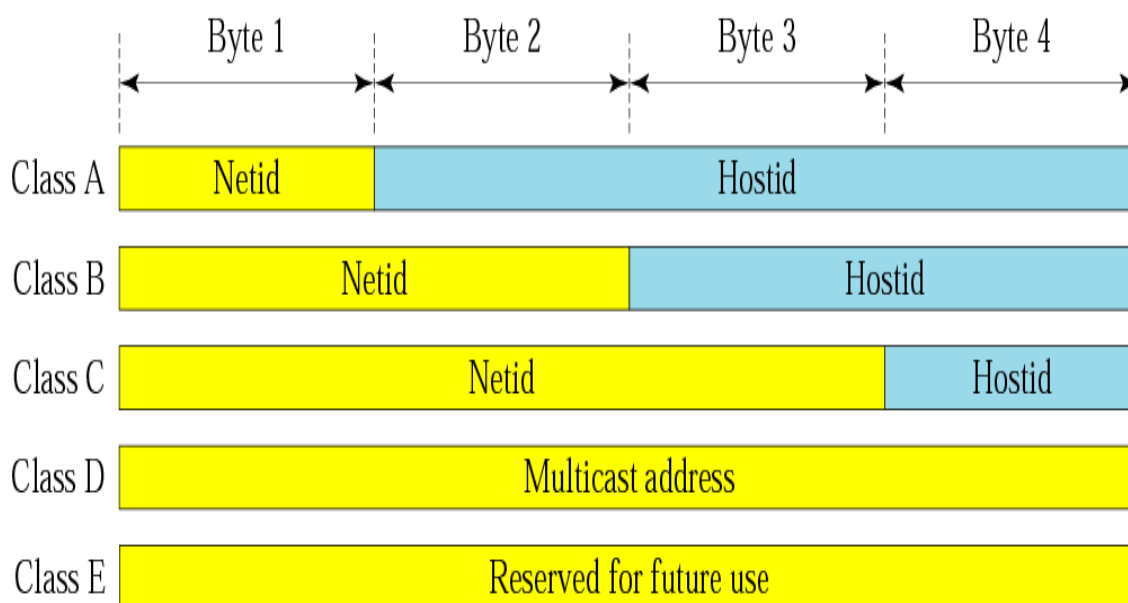 Byte 1 Byte 2 Byte 3 Byte 4
Class A Netid Hostid
Class B Netid Hostid
Class C Netid Hostid
Class D Multicast address
Class E Reserved for future use